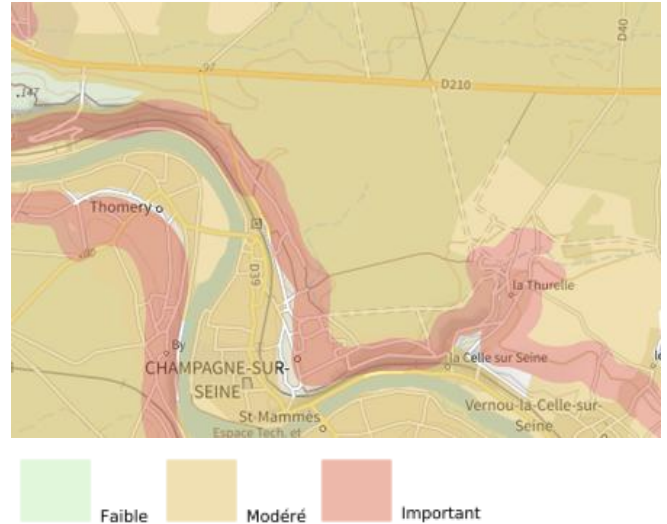 D40
97
.147
D210
Thomery
D39
la Thurelle
By
la Celle sur Seine
CHAMPAGNE-SUR-
SEINE
St-Mammès
Espace Tech. et
Vernou-la-Celle-sur-
Seine
Faible
Modéré
Important